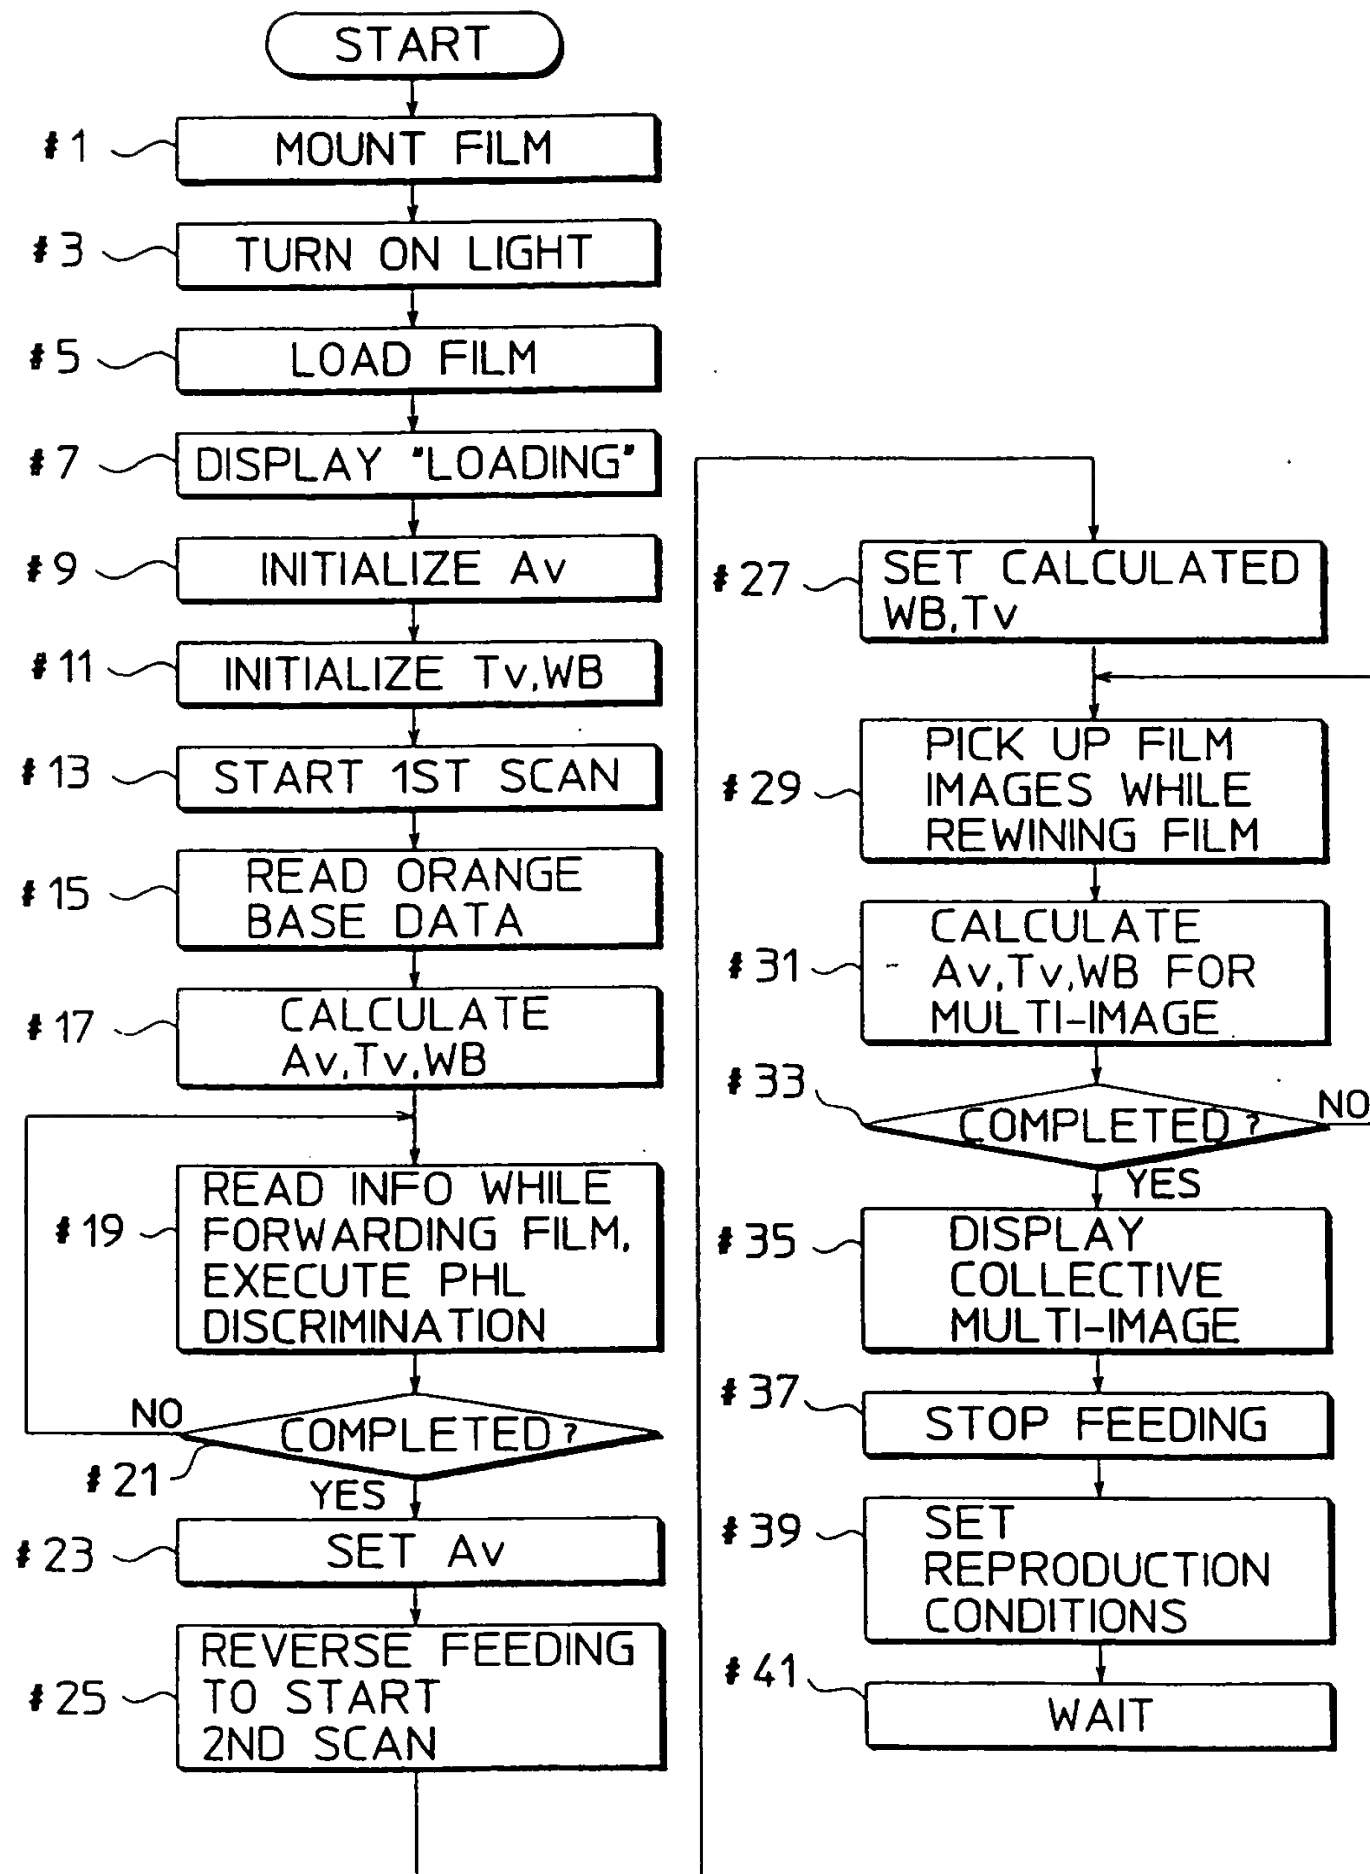 START
#1
MOUNT FILM
#3
TURN ON LIGHT
#5
LOAD FILM
#7
DISPLAY "LOADING"
#9
INITIALIZE Av
#11
INITIALIZE Tv,WB
#13
START 1ST SCAN
#15
READ ORANGE
BASE DATA
#17
CALCULATE
Av,Tv,WB
#19
READ INFO WHILE
FORWARDING FILM,
EXECUTE PHL
DISCRIMINATION
NO
COMPLETED?
#21
YES
#23
SET Av
#25
REVERSE FEEDING
TO START
2ND SCAN
#27
SET CALCULATED
WB,Tv
#29
PICK UP FILM
IMAGES WHILE
REWINING FILM
#31
CALCULATE
Av,Tv,WB FOR
MULTI-IMAGE
#33
COMPLETED?
NO
YES
#35
DISPLAY
COLLECTIVE
MULTI-IMAGE
#37
STOP FEEDING
#39
SET
REPRODUCTION
CONDITIONS
#41
WAIT